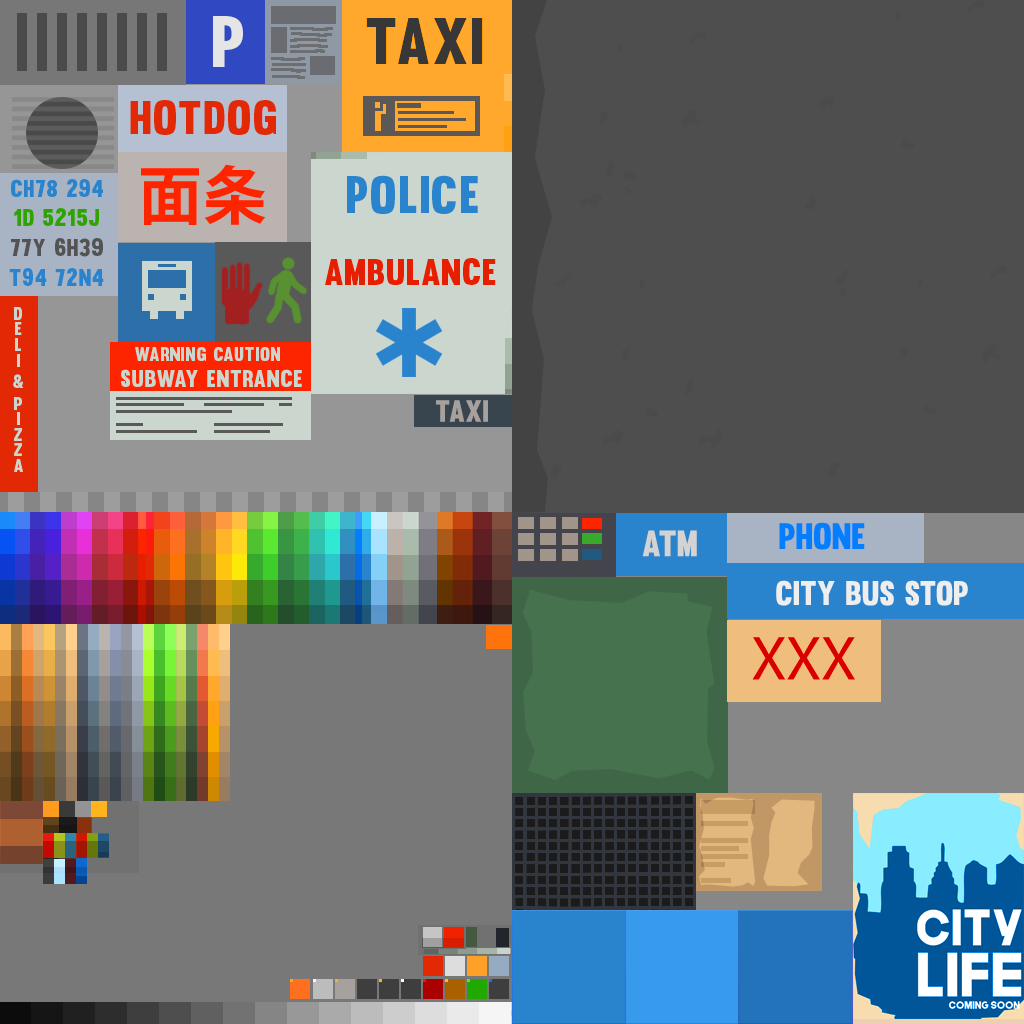 P
TAXI
HOTDOG
面条
CH78 294
1D 5215J
77Y 6H39
T94 72N4
POLICE
AMBULANCE
DELI & PIZZA
WARNING CAUTION
SUBWAY ENTRANCE
TAXI
ATM
PHONE
CITY BUS STOP
XXX
CITY
LIFE
COMING SOON